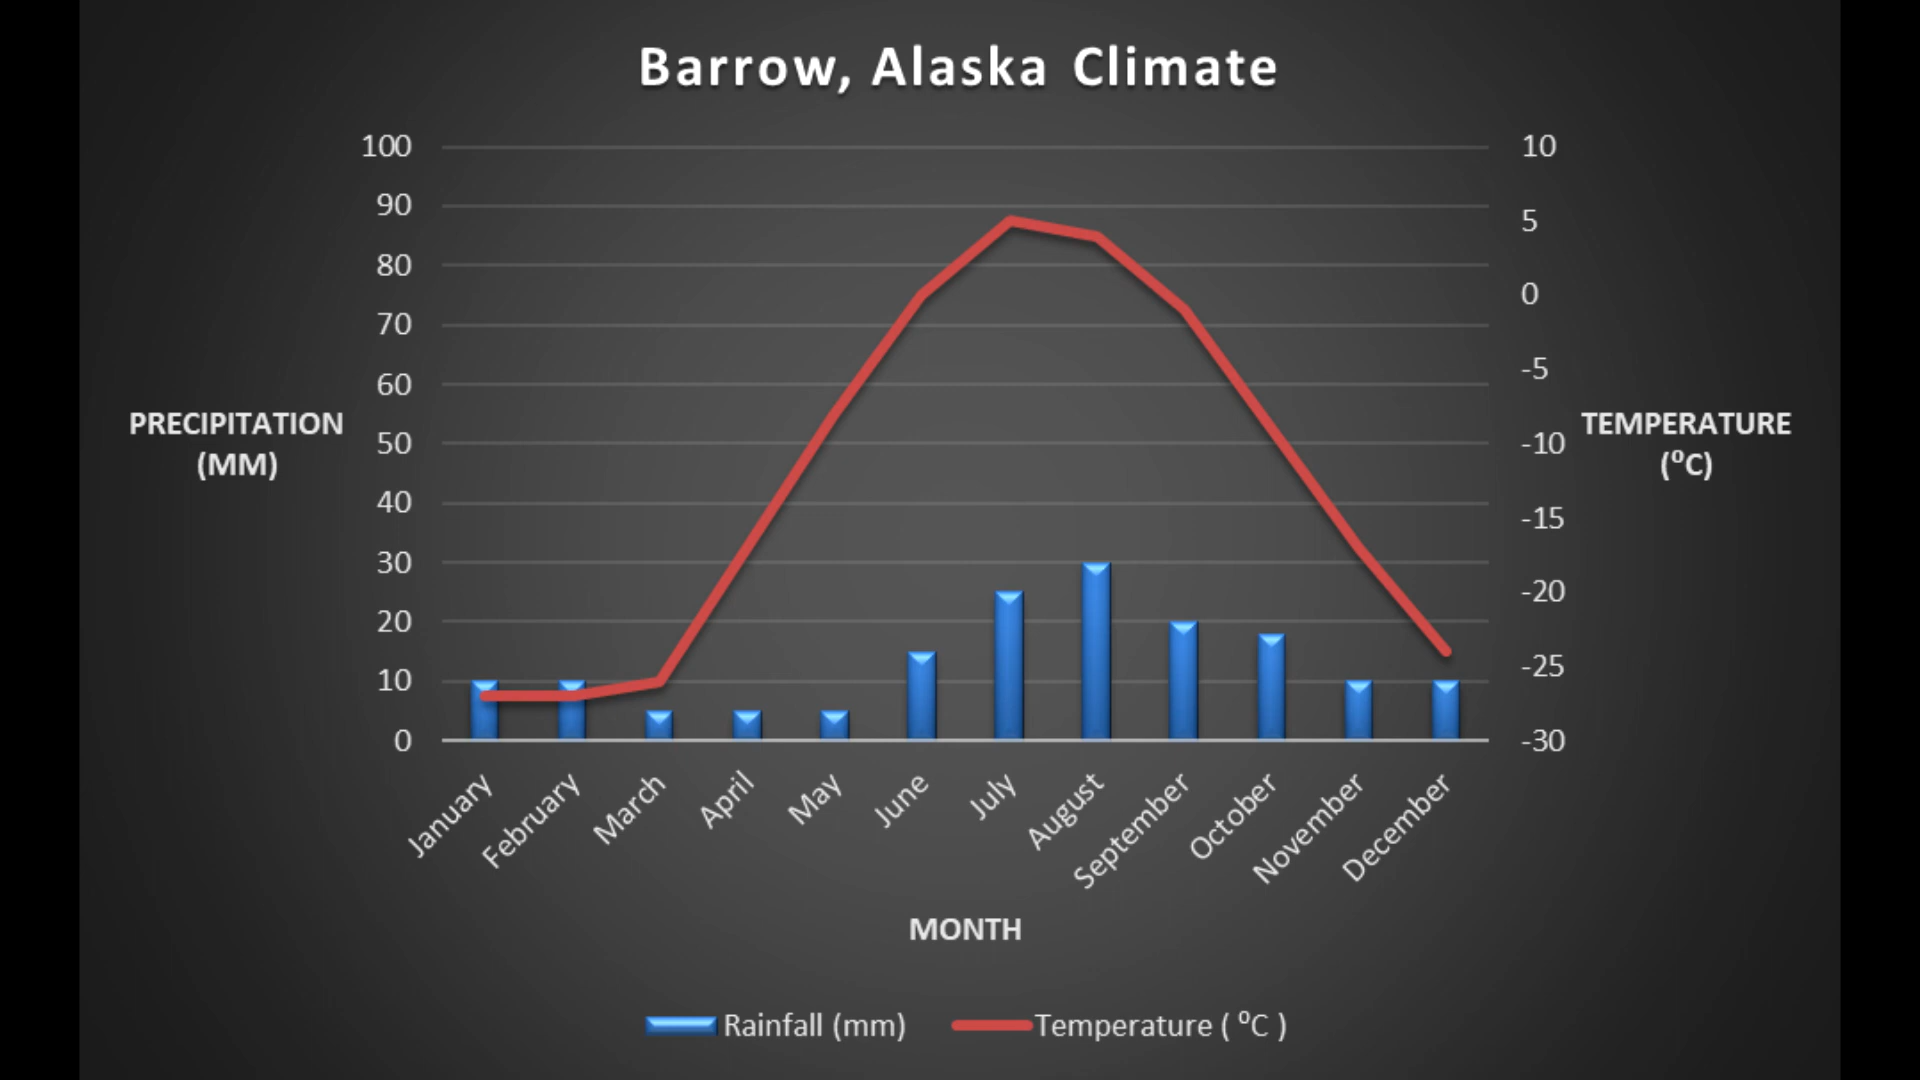 Barrow, Alaska Climate
100
90
80
70
60
50
40
30
20
10
0
PRECIPITATION
(MM)
10
5
0
-5
-10
-15
-20
-25
-30
TEMPERATURE
(⁰C)
January
February
March
April
May
June
July
August
September
October
November
December
MONTH
Rainfall (mm)
Temperature ( ⁰C )